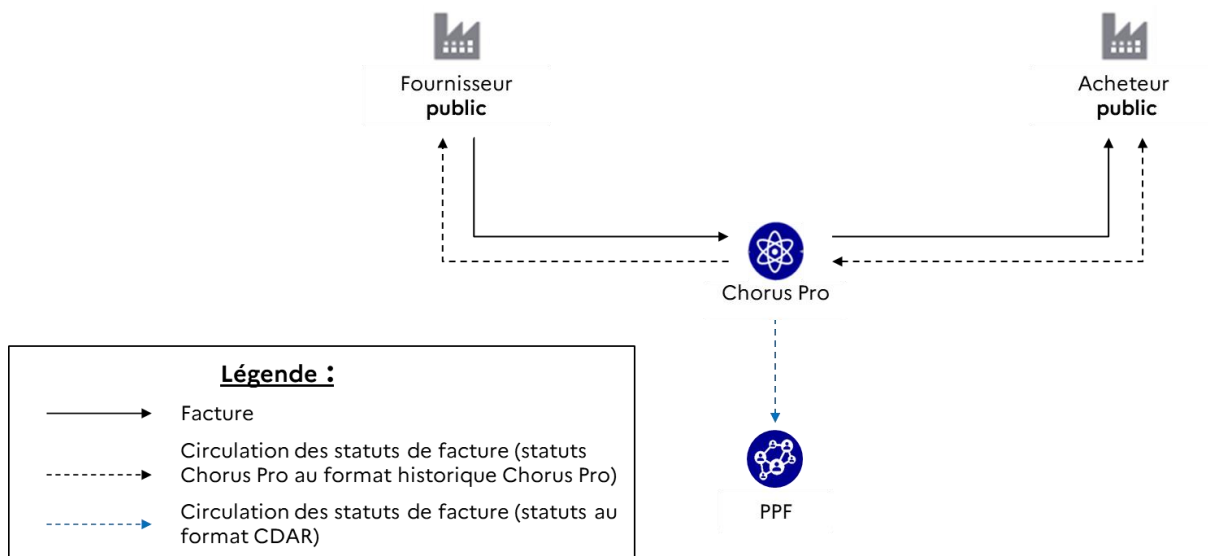 Fournisseur
public
Acheteur
public
Chorus Pro
Légende :
Facture
Circulation des statuts de facture (statuts
Chorus Pro au format historique Chorus Pro)
Circulation des statuts de facture (statuts au
format CDAR)
PPF